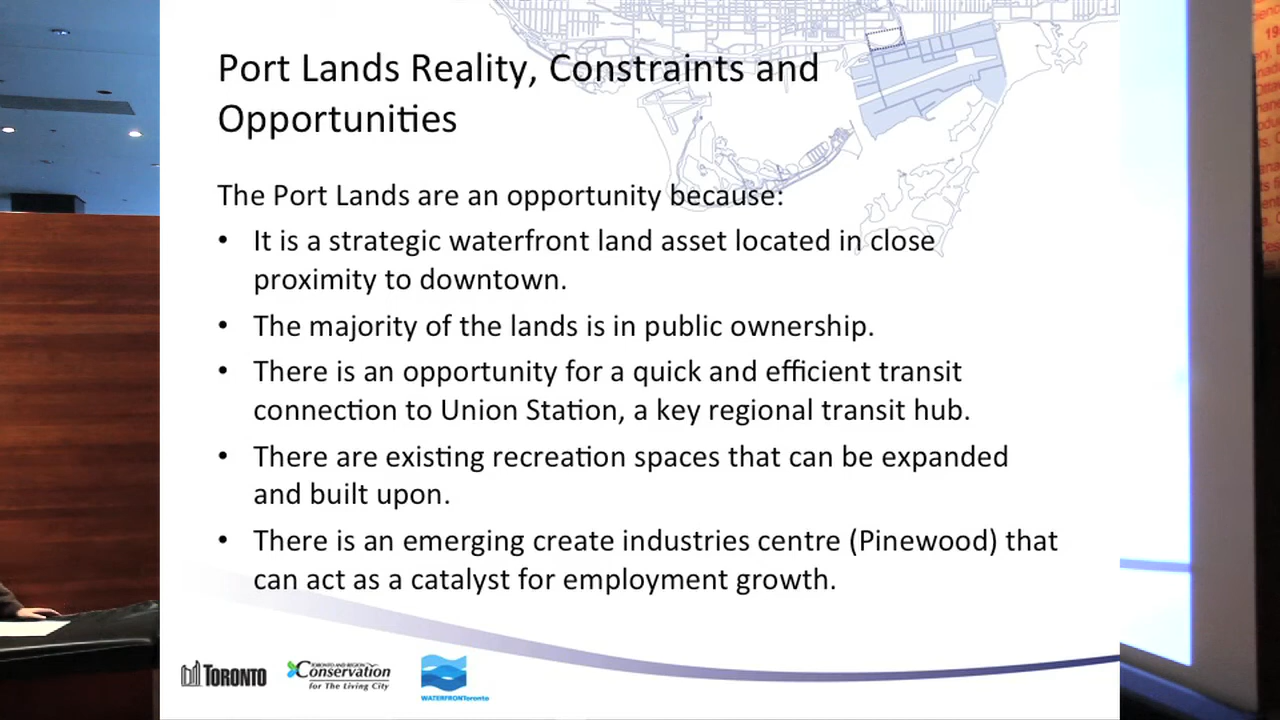 Port Lands Reality, Constraints and
Opportunities
The Port Lands are an opportunity because:
• It is a strategic waterfront land asset located in close
proximity to downtown.
• The majority of the lands is in public ownership.
• There is an opportunity for a quick and efficient transit
connection to Union Station, a key regional transit hub.
• There are existing recreation spaces that can be expanded
and built upon.
• There is an emerging create industries centre (Pinewood) that
can act as a catalyst for employment growth.
TORONTO
TORONTO AND REGION
Conservation
for The Living City
WATERFRONToronto